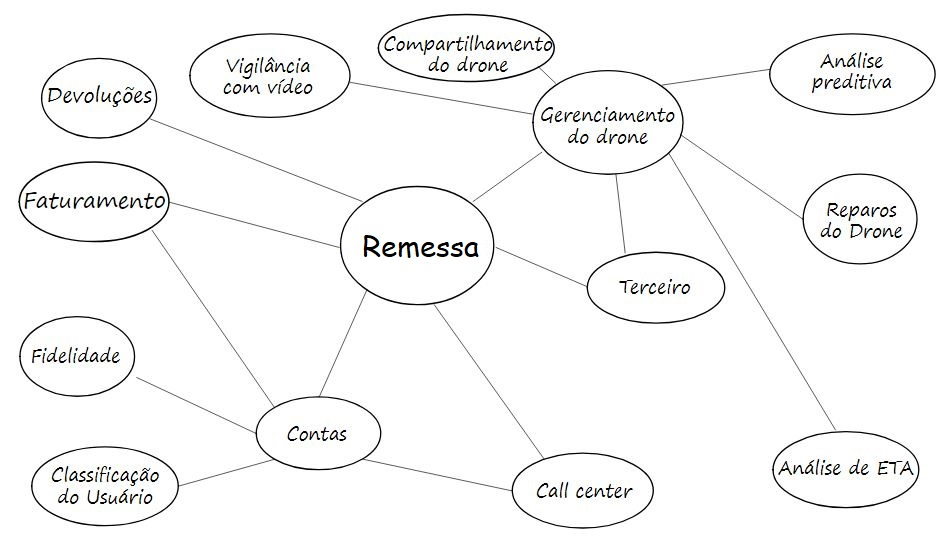 Compartilhamento
do drone
Vigilância
com vídeo
Análise
preditiva
Devoluções
Gerenciamento
do drone
Faturamento
Reparos
do Drone
Remessa
Terceiro
Fidelidade
Contas
Classificação
do Usuário
Call center
Análise de ETA